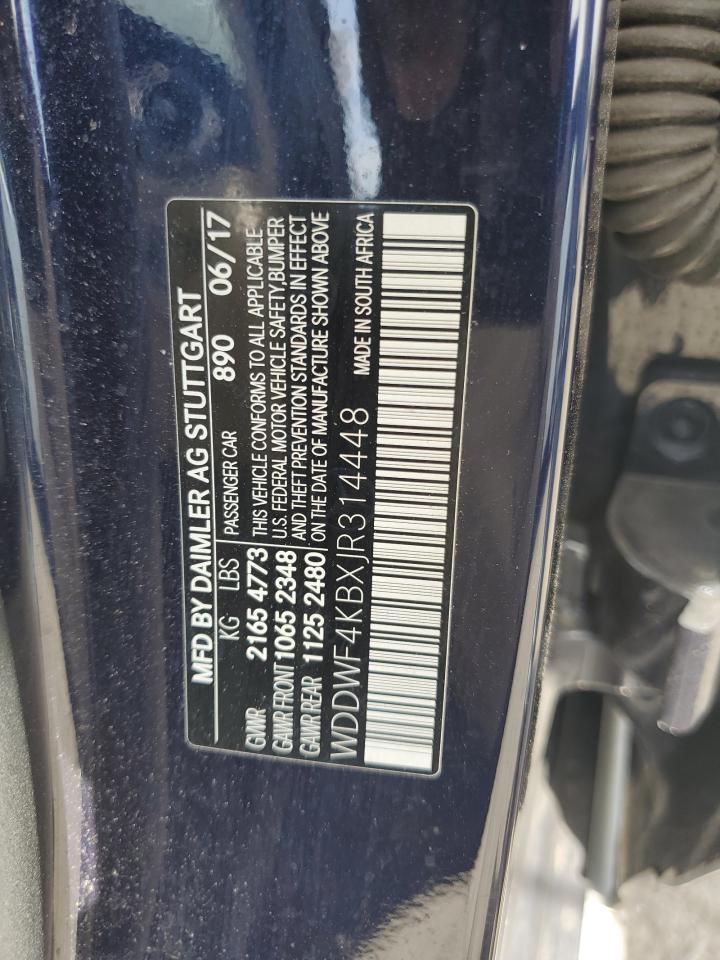 MFD BY DAIMLER AG STUTTGART
KG LBS PASSENGER CAR 890 06/17
GMR 2165 4773 THIS VEHICLE CONFORMS TO ALL APPLICABLE
GAWR FRONT 1065 2348 U.S. FEDERAL MOTOR VEHICLE SAFETY,BUMPER
GAWR REAR 1125 2480 AND THEFT PREVENTION STANDARDS IN EFFECT
ON THE DATE OF MANUFACTURE SHOWN ABOVE
WDDWF4KBXJR314448 MADE IN SOUTH AFRICA